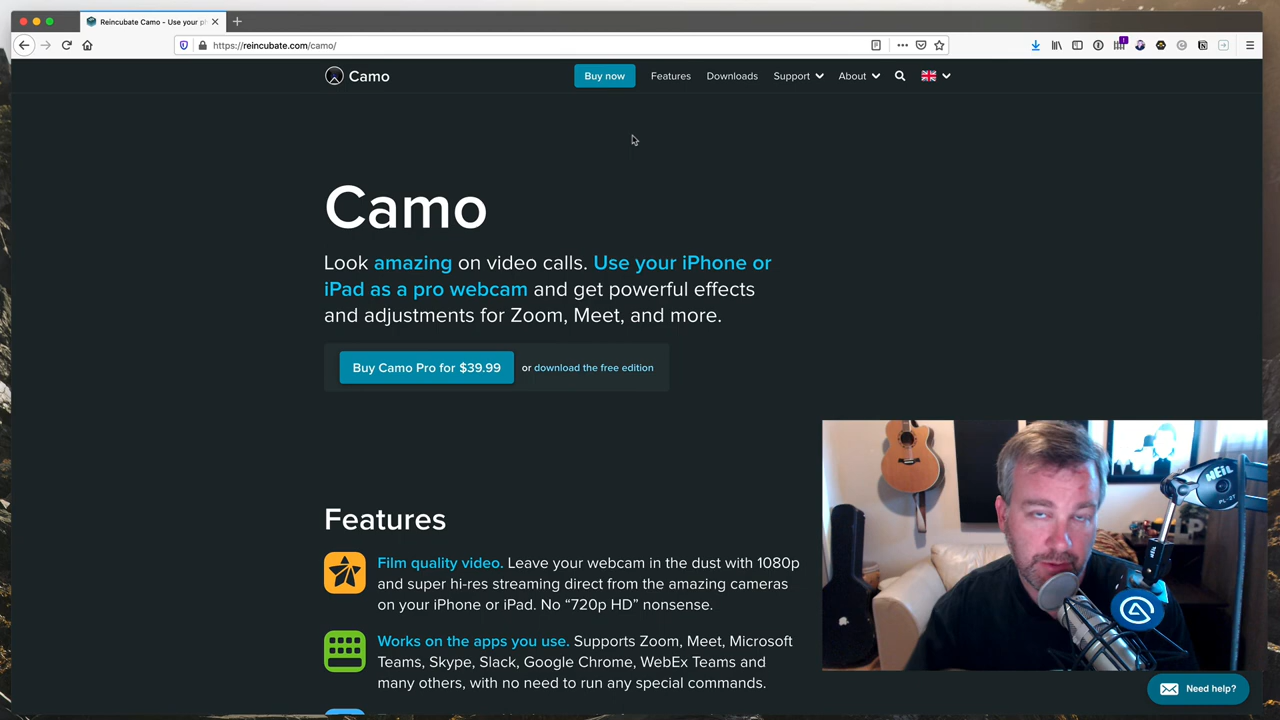 Reincubate Camo - Use your ph
https://reincubate.com/camo/
Camo
Buy now
Features
Downloads
Support
About
Camo
Look amazing on video calls. Use your iPhone or
iPad as a pro webcam and get powerful effects
and adjustments for Zoom, Meet, and more.
Buy Camo Pro for $39.99
or download the free edition
Features
Film quality video. Leave your webcam in the dust with 1080p
and super hi-res streaming direct from the amazing cameras
on your iPhone or iPad. No “720p HD” nonsense.
Works on the apps you use. Supports Zoom, Meet, Microsoft
Teams, Skype, Slack, Google Chrome, WebEx Teams and
many others, with no need to run any special commands.
HEiL
PL-2T
HEiL
Need help?